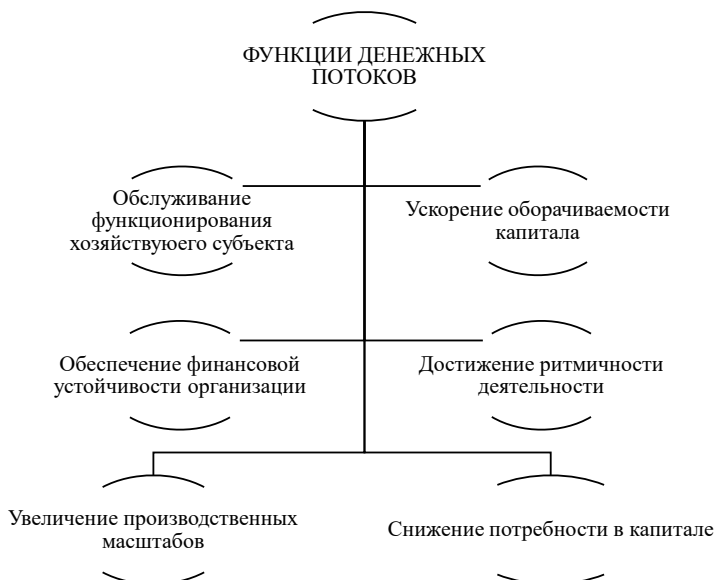 ФУНКЦИИ ДЕНЕЖНЫХ
ПОТОКОВ
Обслуживание
функционирования
хозяйствуюего субъекта
Ускорение оборачиваемости
капитала
Обеспечение финансовой
устойчивости организации
Достижение ритмичности
деятельности
Увеличение производственных
масштабов
Снижение потребности в капитале